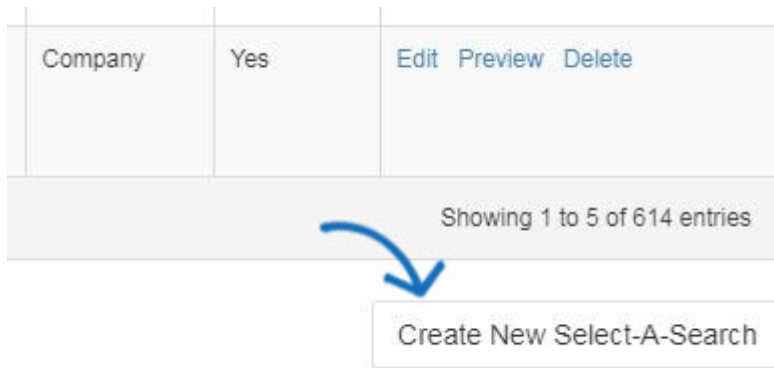 Company Yes Edit Preview Delete
Showing 1 to 5 of 614 entries
Create New Select-A-Search